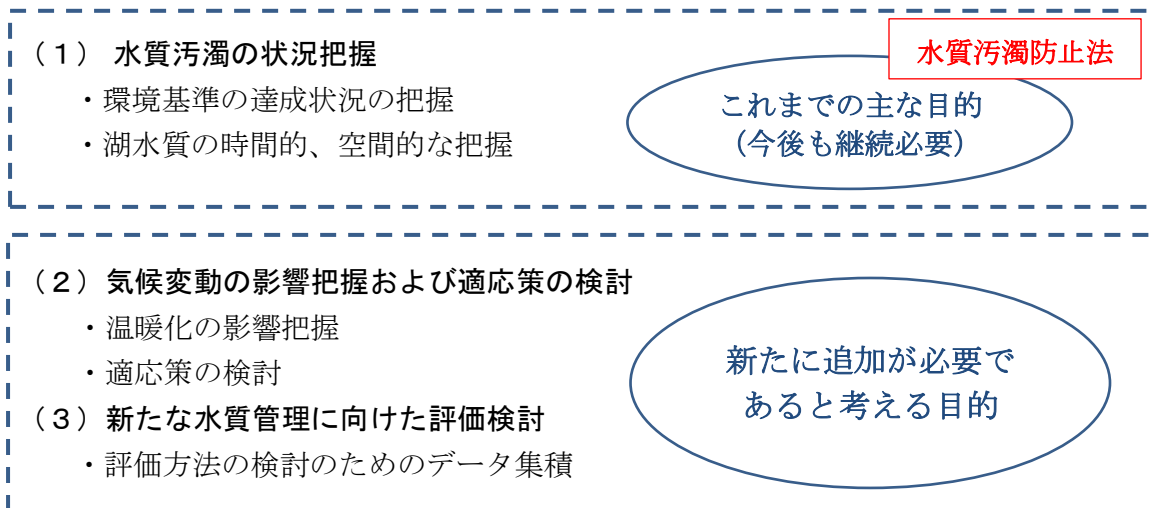 （１） 水質汚濁の状況把握
水質汚濁防止法
・環境基準の達成状況の把握
・湖水質の時間的、空間的な把握
これまでの主な目的
（今後も継続必要）
（２）気候変動の影響把握および適応策の検討
・温暖化の影響把握
・適応策の検討
（３）新たな水質管理に向けた評価検討
・評価方法の検討のためのデータ集積
新たに追加が必要で
あると考える目的